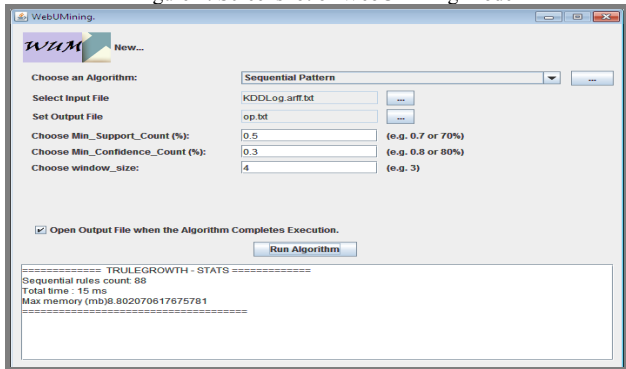 WebUMining.
WUM New...
Choose an Algorithm: Sequential Pattern ...
Select Input File KDDLog.arff.txt ...
Set Output File op.txt ...
Choose Min_Support_Count (%): 0.5 (e.g. 0.7 or 70%)
Choose Min_Confidence_Count (%): 0.3 (e.g. 0.8 or 80%)
Choose window_size: 4 (e.g. 3)
Open Output File when the Algorithm Completes Execution.
Run Algorithm
============= TRULEGROWTH - STATS =============
Sequential rules count: 88
Total time : 15 ms
Max memory (mb)8.802070617675781
=====================================